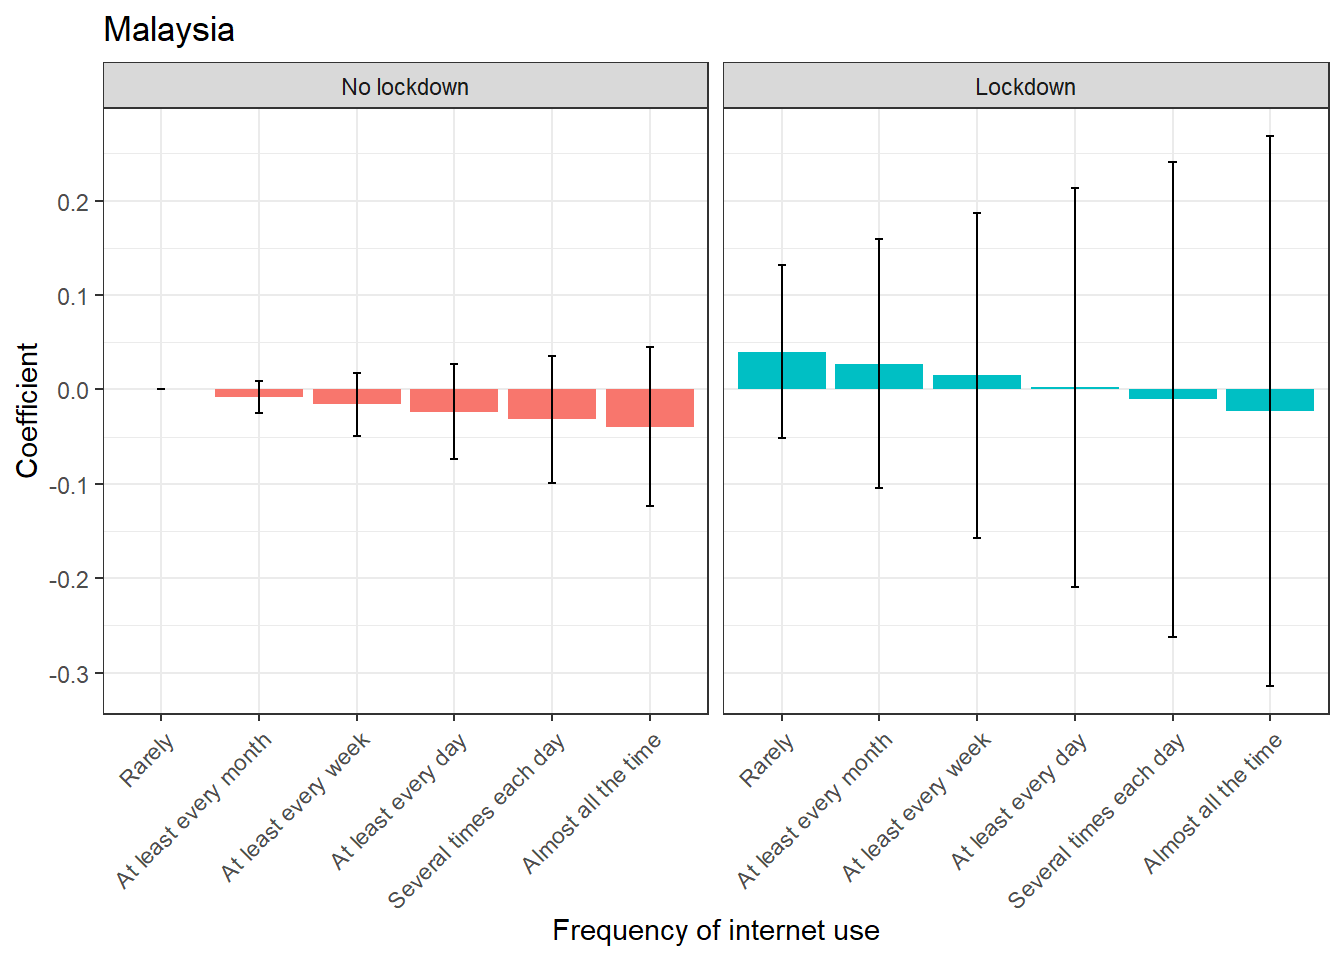 Malaysia
No lockdown
Lockdown
Coefficient
0.2
0.1
0.0
-0.1
-0.2
-0.3
Rarely
At least every month
At least every week
At least every day
Several times each day
Almost all the time
Rarely
At least every month
At least every week
At least every day
Several times each day
Almost all the time
Frequency of internet use